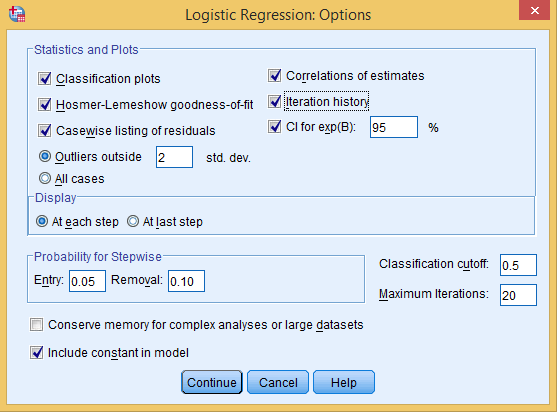 Logistic Regression: Options
Statistics and Plots
Classification plots
Hosmer-Lemeshow goodness-of-fit
Casewise listing of residuals
Outliers outside 2 std. dev.
All cases
Correlations of estimates
Iteration history
CI for exp(B): 95 %
Display
At each step At last step
Probability for Stepwise
Entry: 0.05 Removal: 0.10
Classification cutoff: 0.5
Maximum Iterations: 20
Conserve memory for complex analyses or large datasets
Include constant in model
Continue Cancel Help